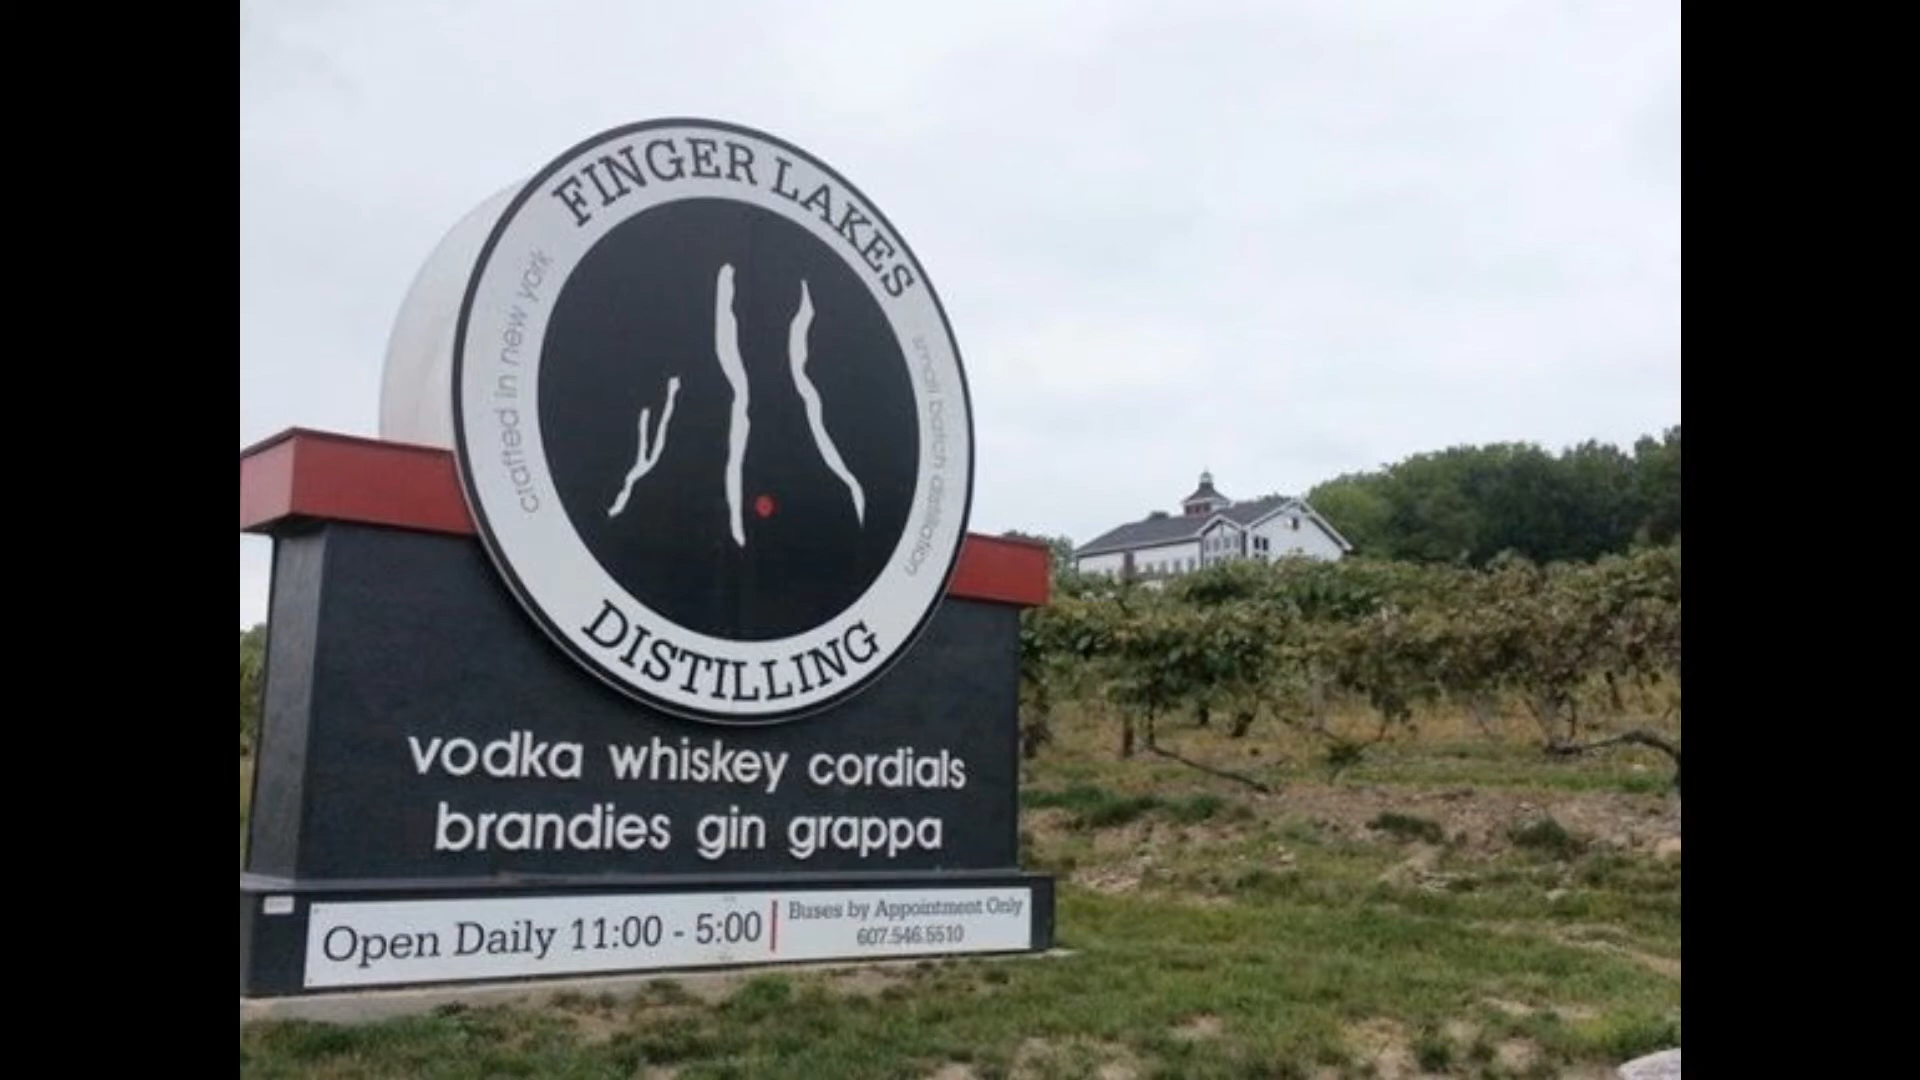 FINGER LAKES
crafted in new york
small batch distillation
DISTILLING
vodka whiskey cordials
brandies gin grappa
Open Daily 11:00 - 5:00
Buses by Appointment Only
607.546.5510